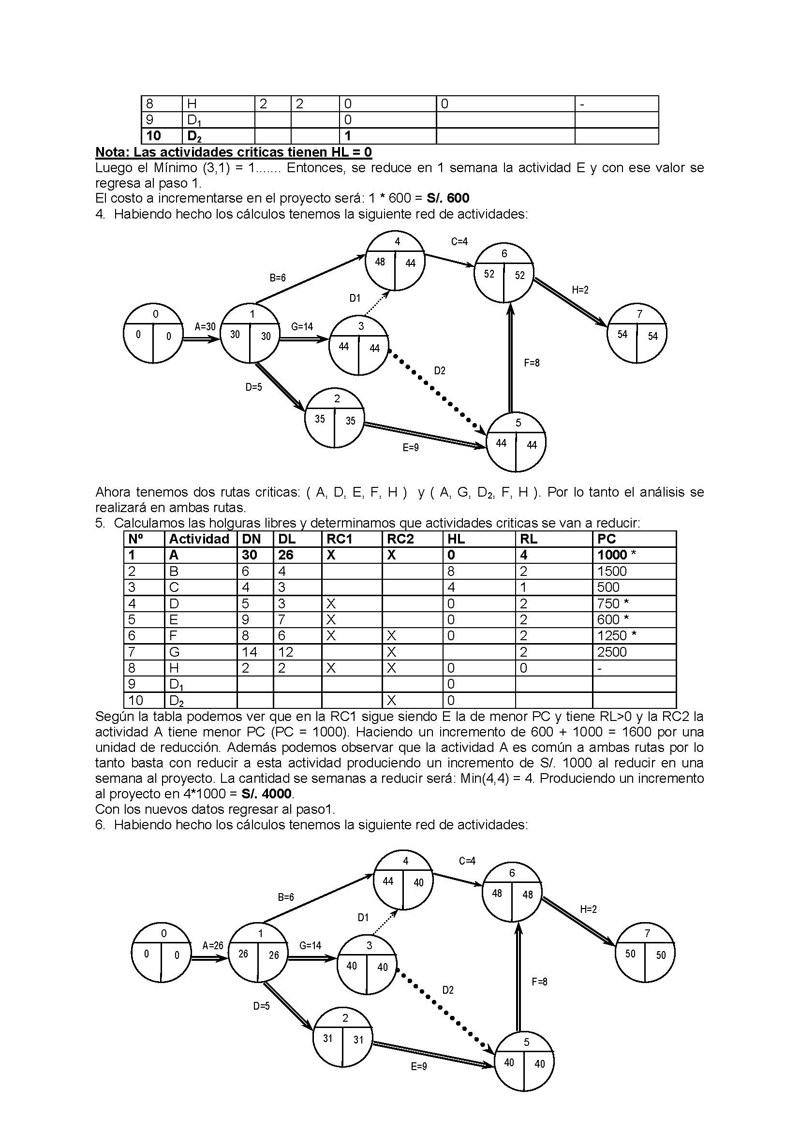 8 H 2 2 0 0 -
9 D₁ 0
10 D₂ 1
Nota: Las actividades criticas tienen HL = 0
Luego el Mínimo (3,1) = 1....... Entonces, se reduce en 1 semana la actividad E y con ese valor se
regresa al paso 1.
El costo a incrementarse en el proyecto será: 1 * 600 = S/. 600
4. Habiendo hecho los cálculos tenemos la siguiente red de actividades:
4
48 44
C=4
6
52 52
B=6
H=2
D1
0
0 0
A=30
1
30 30
G=14
3
44 44
7
54 54
F=8
D2
D=5
2
35 35
5
44 44
E=9
Ahora tenemos dos rutas criticas: ( A, D, E, F, H ) y ( A, G, D₂, F, H ). Por lo tanto el análisis se
realizará en ambas rutas.
5. Calculamos las holguras libres y determinamos que actividades criticas se van a reducir:
Nº Actividad DN DL RC1 RC2 HL RL PC
1 A 30 26 X X 0 4 1000 *
2 B 6 4 8 2 1500
3 C 4 3 4 1 500
4 D 5 3 X 0 2 750 *
5 E 9 7 X 0 2 600 *
6 F 8 6 X X 0 2 1250 *
7 G 14 12 X 2 2500
8 H 2 2 X X 0 0 -
9 D₁ 0
10 D₂ X 0
Según la tabla podemos ver que en la RC1 sigue siendo E la de menor PC y tiene RL>0 y la RC2 la
actividad A tiene menor PC (PC = 1000). Haciendo un incremento de 600 + 1000 = 1600 por una
unidad de reducción. Además podemos observar que la actividad A es común a ambas rutas por lo
tanto basta con reducir a esta actividad produciendo un incremento de S/. 1000 al reducir en una
semana al proyecto. La cantidad se semanas a reducir será: Min(4,4) = 4. Produciendo un incremento
al proyecto en 4*1000 = S/. 4000.
Con los nuevos datos regresar al paso1.
6. Habiendo hecho los cálculos tenemos la siguiente red de actividades:
4
44 40
C=4
6
48 48
B=6
H=2
D1
0
0 0
A=26
1
26 26
G=14
3
40 40
7
50 50
F=8
D2
D=5
2
31 31
5
40 40
E=9